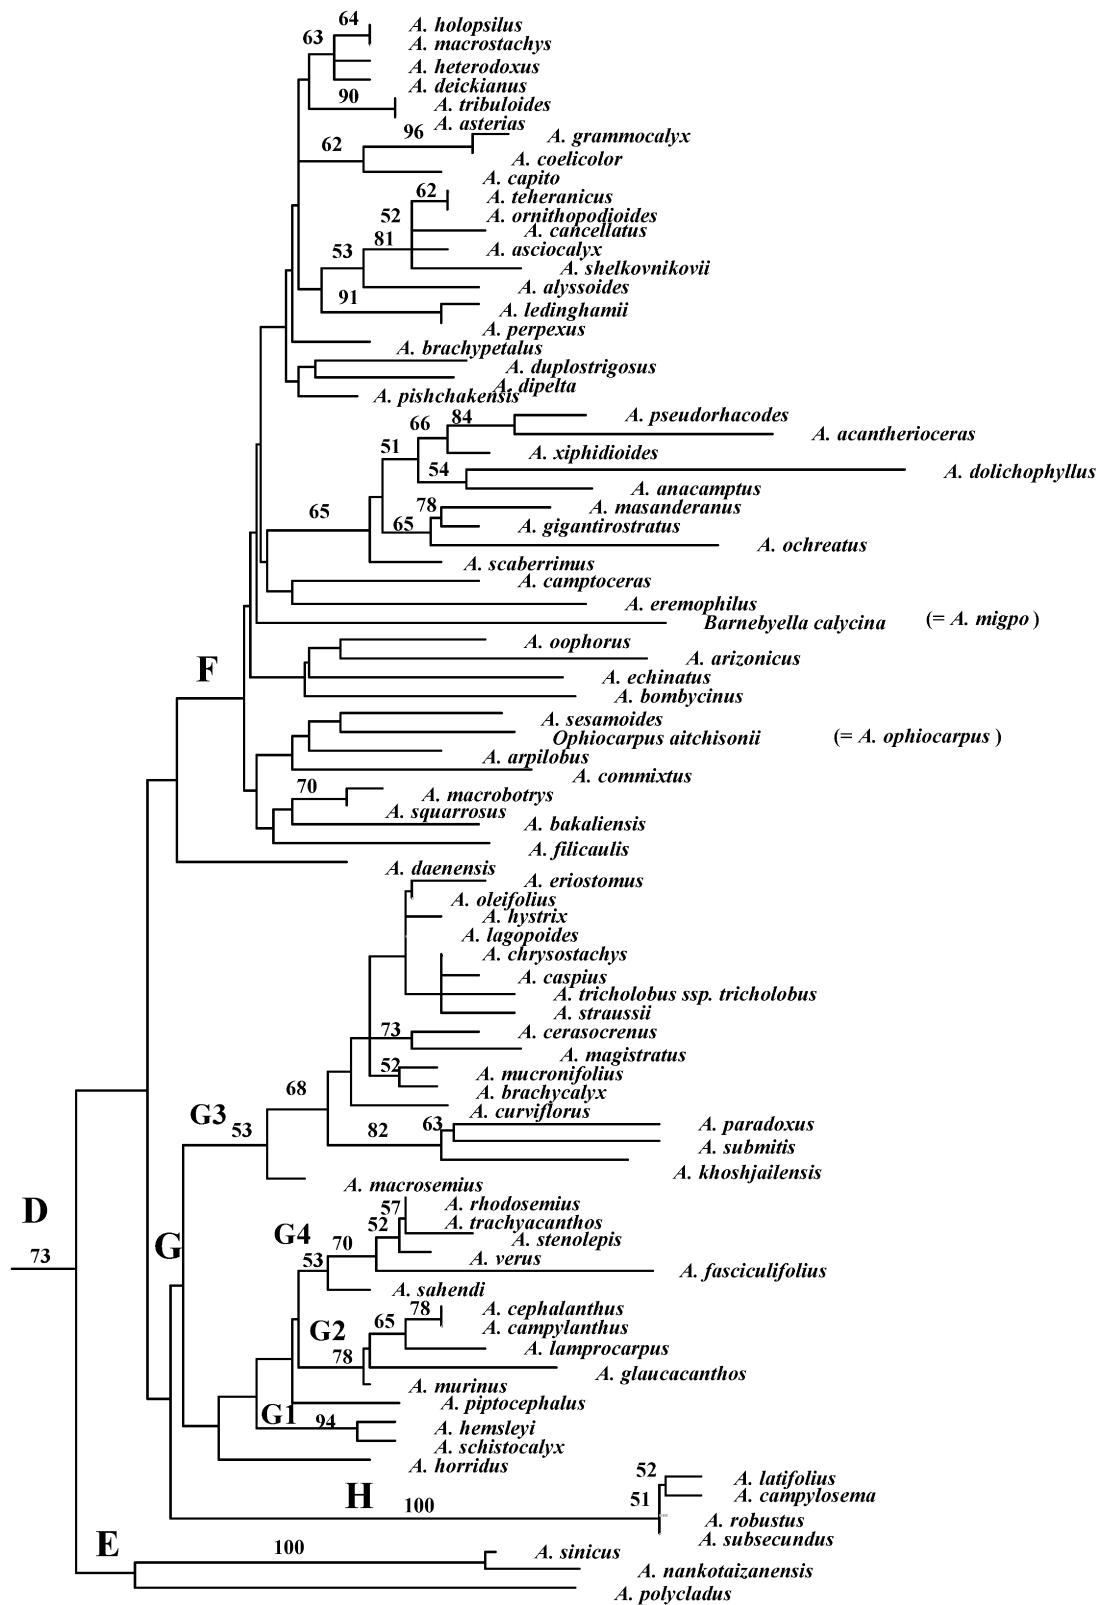 64
A. holopsilus
63
A. macrostachys
A. heterodoxus
A. deickianus
90
A. tribuloides
A. asterias
96
A. grammocalyx
62
A. coelicolor
A. capito
62
A. teheranicus
52
A. ornithopodioides
A. cancellatus
81
A. asciocalyx
53
A. shelkovnikovii
A. alyssoides
91
A. ledinghamii
A. perpexus
A. brachypetalus
A. duplostrigosus
A. dipelta
A. pishchakensis
84
A. pseudorhacodes
66
A. acantherioceras
51
A. xiphidioides
54
A. dolichophyllus
A. anacamptus
78
A. masanderanus
65
65
A. gigantirostratus
A. ochreatus
A. scaberrimus
A. camptoceras
A. eremophilus
Barnebyella calycina (= A. migpo )
A. oophorus
F
A. arizonicus
A. echinatus
A. bombycinus
A. sesamoides
Ophiocarpus aitchisonii (= A. ophiocarpus )
A. arpilobus
A. commixtus
70
A. macrobotrys
A. squarrosus
A. bakaliensis
A. filicaulis
A. daenensis
A. eriostomus
A. oleifolius
A. hystrix
A. lagopoides
A. chrysostachys
A. caspius
A. tricholobus ssp. tricholobus
A. straussii
73
A. cerasocrenus
A. magistratus
52
A. mucronifolius
68
A. brachycalyx
A. curviflorus
G3
63
A. paradoxus
53
82
A. submitis
A. khoshjailensis
A. macrosemius
D
57
A. rhodosemius
52
A. trachyacanthos
G4
70
A. stenolepis
G
73
53
A. verus
A. fasciculifolius
A. sahendi
78
A. cephalanthus
G2
65
A. campylanthus
78
A. lamprocarpus
A. glaucacanthos
A. murinus
A. piptocephalus
G1
94
A. hemsleyi
A. schistocalyx
A. horridus
52
A. latifolius
H
51
A. campylosema
100
A. robustus
A. subsecundus
E
100
A. sinicus
A. nankotaizanensis
A. polycladus